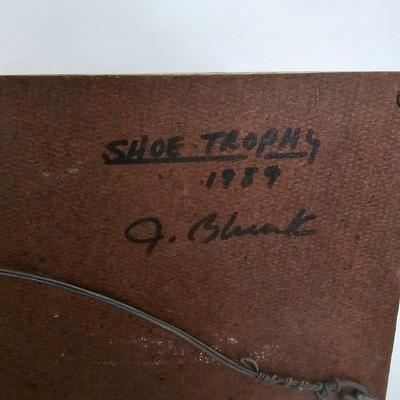 SHOE TROPHY
1989
J. Blunk